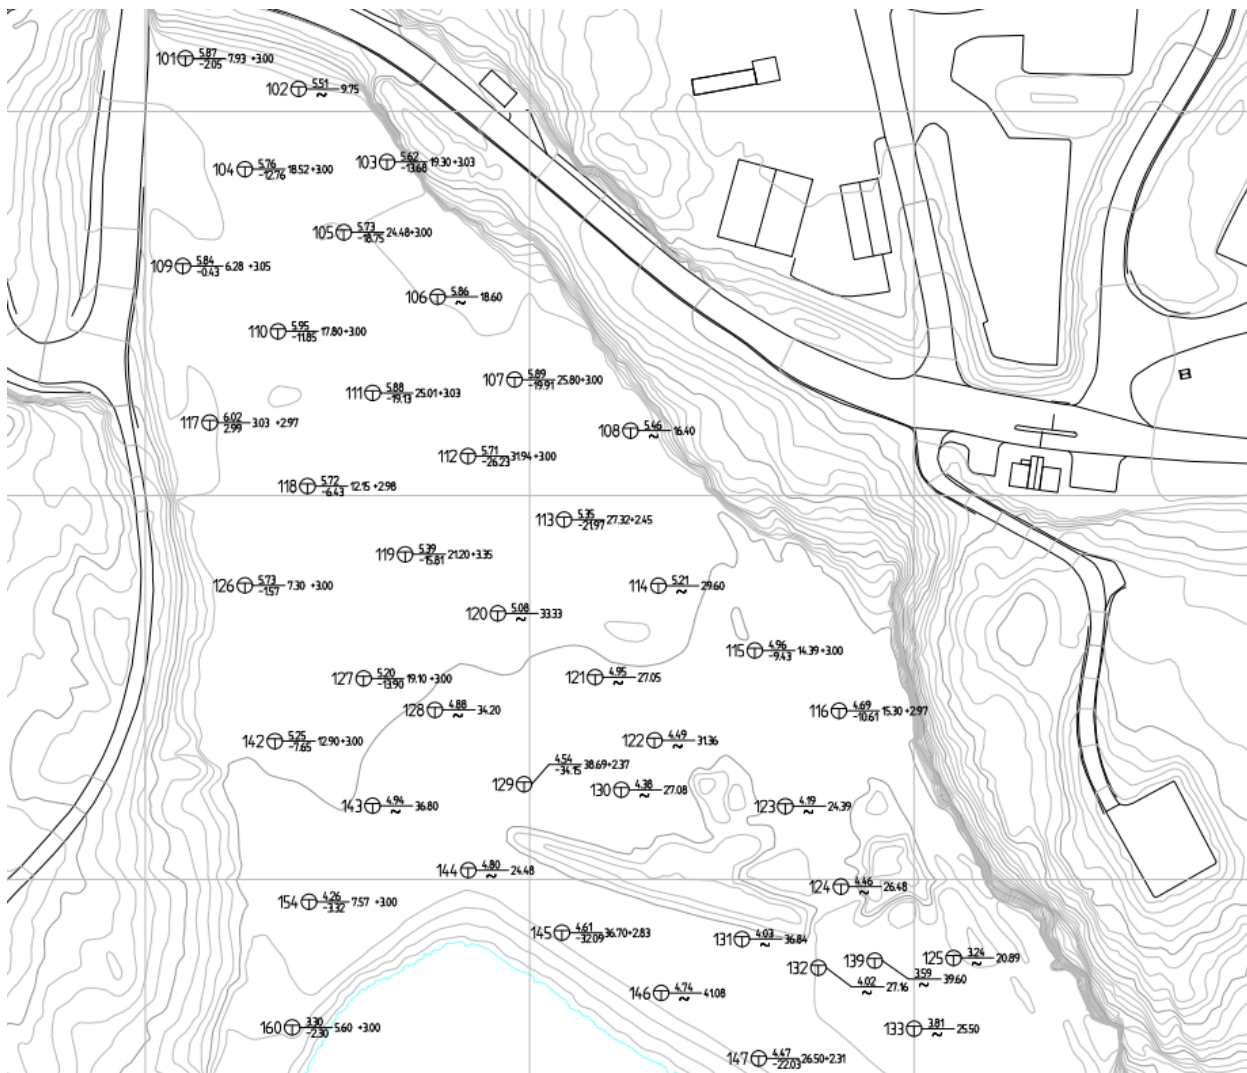 101 5.87 -2.05 7.93 +3.00
102 5.51 ~ 9.75
103 5.62 -13.68 19.30+3.03
104 5.76 -12.76 18.52+3.00
105 5.73 -18.75 24.48+3.00
109 5.84 -0.43 6.28 +3.05
106 5.86 ~ 18.60
110 5.95 -11.85 17.80+3.00
107 5.89 -19.91 25.80+3.00
111 5.88 -19.13 25.01+3.03
117 6.02 2.99 3.03 +2.97
108 5.46 ~ 16.40
112 5.71 -26.23 31.94+3.00
118 5.72 -6.43 12.15+2.98
113 5.35 -21.97 27.32+2.45
119 5.39 -15.81 21.20+3.35
126 5.73 -1.57 7.30 +3.00
114 5.21 ~ 29.60
120 5.08 ~ 33.33
115 4.96 -9.43 14.39+3.00
127 5.20 -13.90 19.10+3.00
121 4.95 ~ 27.05
128 4.88 ~ 34.20
116 4.69 -10.61 15.30+2.97
142 5.25 -7.65 12.90+3.00
122 4.49 ~ 31.36
129 4.54 -34.15 38.69+2.37
130 4.38 ~ 27.08
143 4.94 ~ 36.80
123 4.19 ~ 24.39
144 4.80 ~ 24.48
124 4.46 ~ 26.48
154 4.26 -3.32 7.57 +3.00
145 4.61 -32.09 36.70+2.83
131 4.03 ~ 36.84
125 3.24 ~ 20.89
132 4.02 ~ 27.16
139 3.59 ~ 39.60
146 4.74 ~ 41.08
160 3.30 -2.30 5.60 +3.00
133 3.81 ~ 25.50
147 4.47 -22.03 26.50+2.31